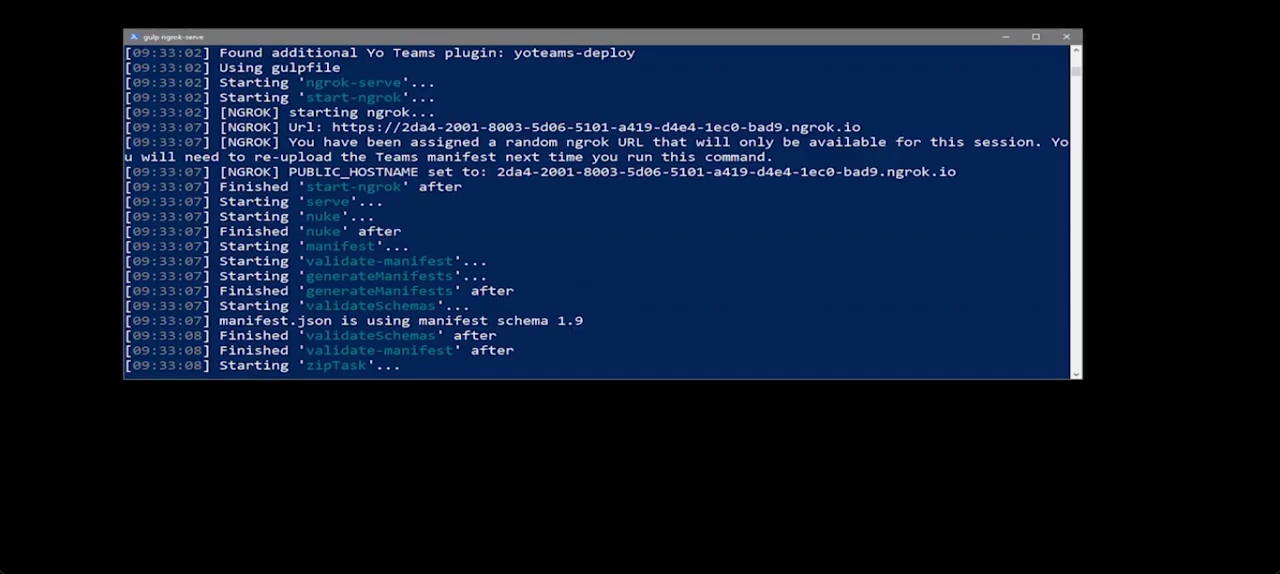 gulp ngrok-serve
[09:33:02] Found additional Yo Teams plugin: yoteams-deploy
[09:33:02] Using gulpfile
[09:33:02] Starting 'ngrok-serve'...
[09:33:02] Starting 'start-ngrok'...
[09:33:02] [NGROK] starting ngrok...
[09:33:07] [NGROK] Url: https://2da4-2001-8003-5d06-5101-a419-d4e4-1ec0-bad9.ngrok.io
[09:33:07] [NGROK] You have been assigned a random ngrok URL that will only be available for this session. Yo
u will need to re-upload the Teams manifest next time you run this command.
[09:33:07] [NGROK] PUBLIC_HOSTNAME set to: 2da4-2001-8003-5d06-5101-a419-d4e4-1ec0-bad9.ngrok.io
[09:33:07] Finished 'start-ngrok' after
[09:33:07] Starting 'serve'...
[09:33:07] Starting 'nuke'...
[09:33:07] Finished 'nuke' after
[09:33:07] Starting 'manifest'...
[09:33:07] Starting 'validate-manifest'...
[09:33:07] Starting 'generateManifests'...
[09:33:07] Finished 'generateManifests' after
[09:33:07] Starting 'validateSchemas'...
[09:33:07] manifest.json is using manifest schema 1.9
[09:33:08] Finished 'validateSchemas' after
[09:33:08] Finished 'validate-manifest' after
[09:33:08] Starting 'zipTask'...